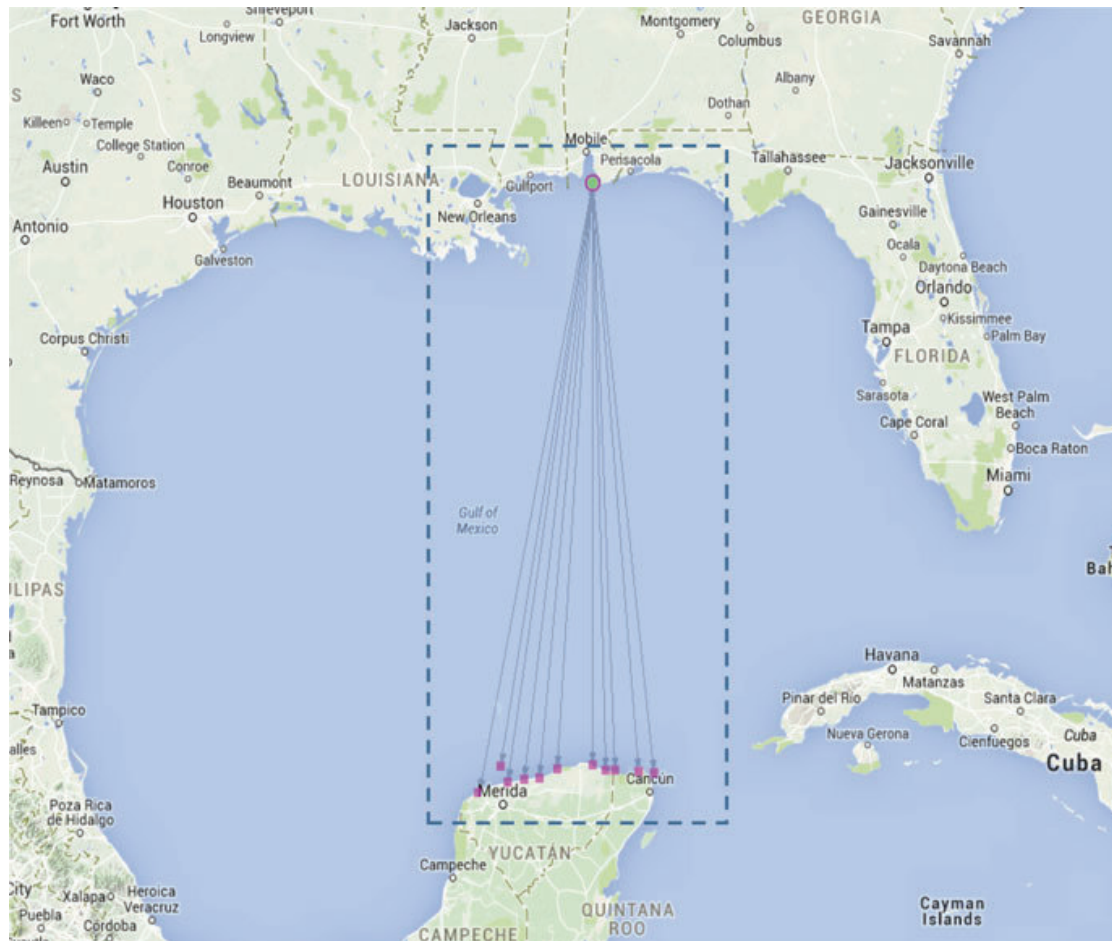 Fort Worth
Shreveport
Longview
Jackson
Montgomery
Columbus
GEORGIA
Savannah
Waco
Albany
Killeen
Temple
Dothan
College Station
Mobile
Austin
Conroe
Beaumont
LOUISIANA
Gulfport
Pensacola
Tallahassee
Jacksonville
Houston
New Orleans
Antonio
Gainesville
Galveston
Ocala
Daytona Beach
Orlando
Kissimmee
Corpus Christi
Tampa
Palm Bay
FLORIDA
Sarasota
West Palm
Beach
Cape Coral
Boca Raton
Reynosa
Matamoros
Miami
Gulf of
Mexico
Bah
ULIPAS
Havana
Matanzas
Pinar del Rio
Santa Clara
Tampico
Nueva Gerona
Cienfuegos
Cuba
alles
Cuba
Cancún
Merida
Poza Rica
de Hidalgo
YUCATÁN
Campeche
City
Xalapa
Heroica
Veracruz
Puebla
Córdoba
QUINTANA
ROO
Cayman
Islands
CAMPECHE